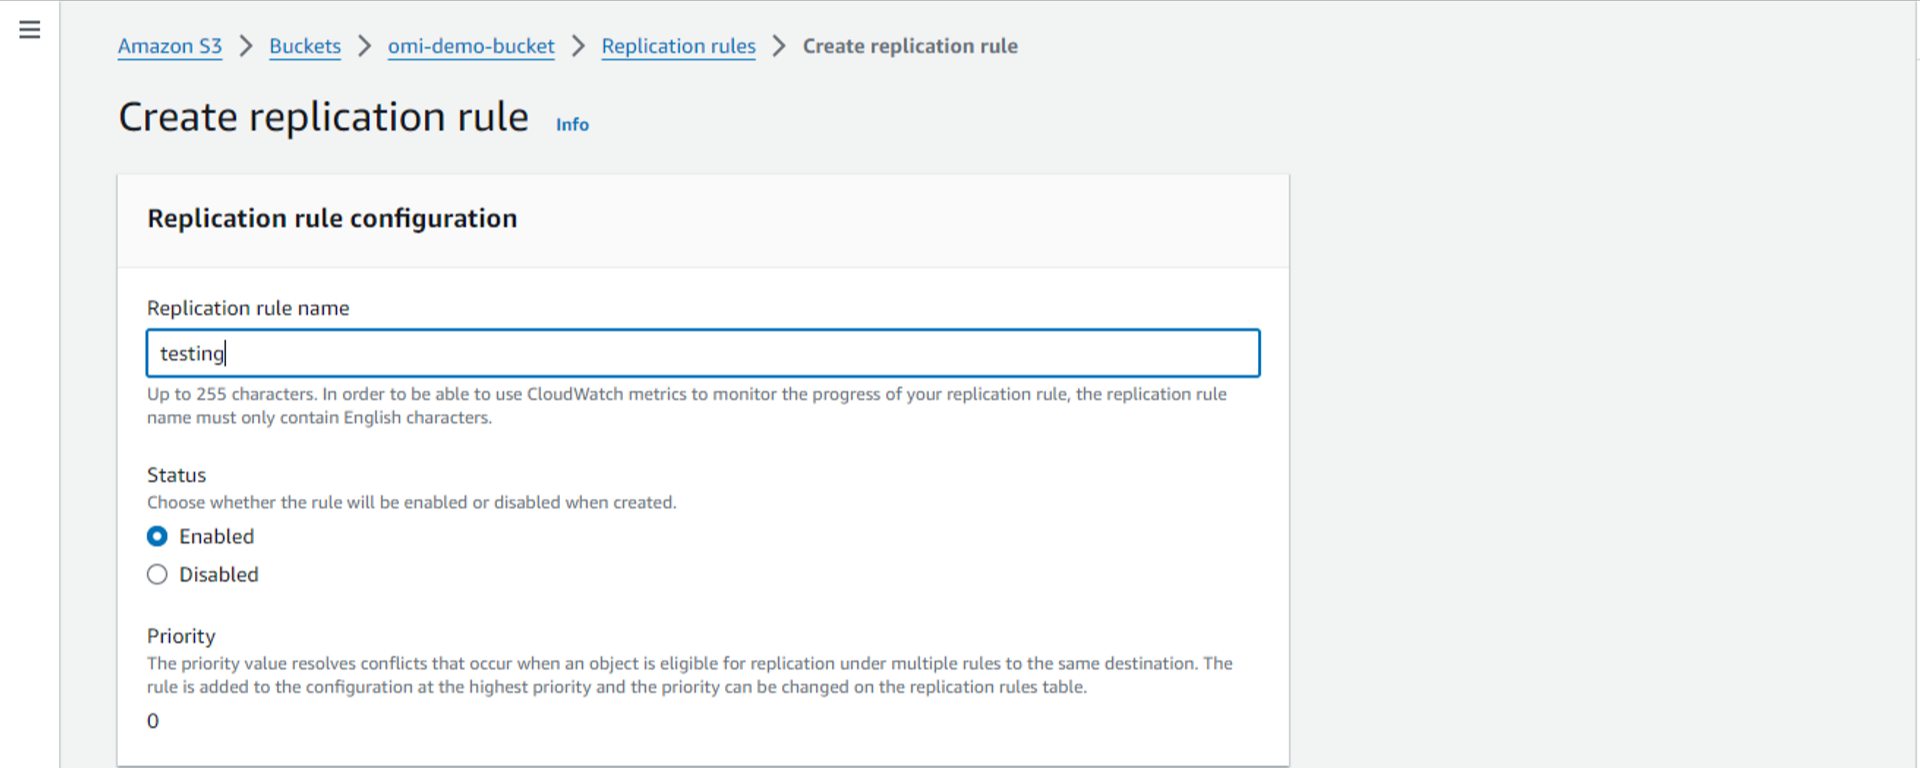 Amazon S3 > Buckets > omi-demo-bucket > Replication rules > Create replication rule
Create replication rule Info
Replication rule configuration
Replication rule name
testing
Up to 255 characters. In order to be able to use CloudWatch metrics to monitor the progress of your replication rule, the replication rule
name must only contain English characters.
Status
Choose whether the rule will be enabled or disabled when created.
Enabled
Disabled
Priority
The priority value resolves conflicts that occur when an object is eligible for replication under multiple rules to the same destination. The
rule is added to the configuration at the highest priority and the priority can be changed on the replication rules table.
0